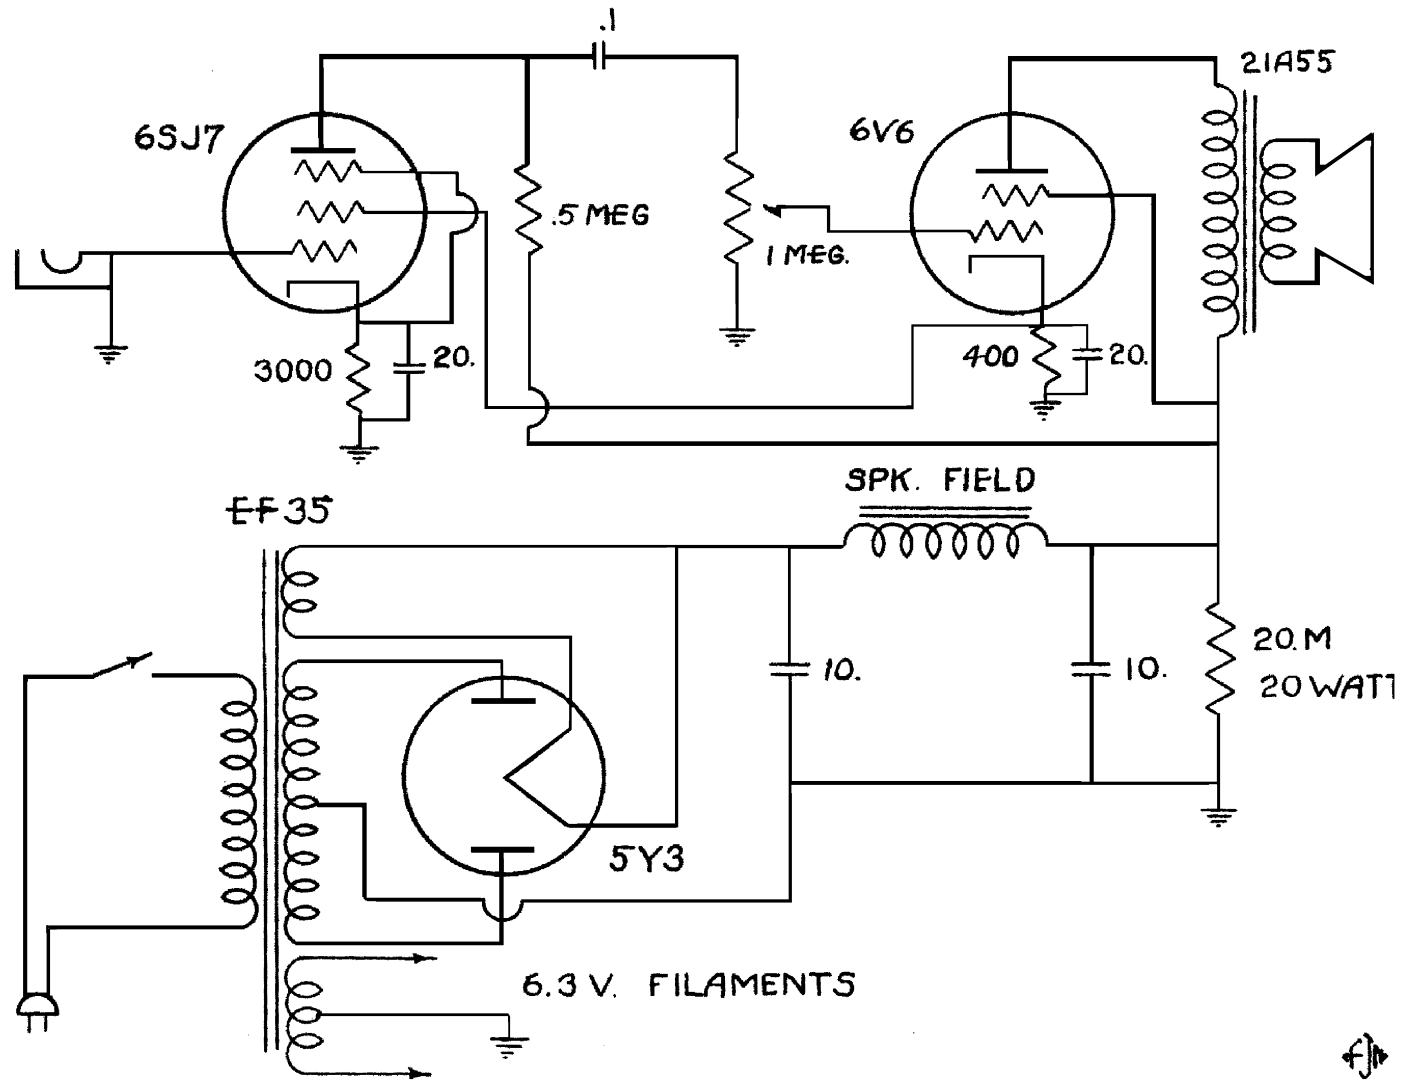 .1
21A55
6SJ7
6V6
.5 MEG
1 MEG.
3000
20.
400
20.
SPK. FIELD
EF35
10.
10.
20.M
20 WATT
5Y3
6.3 V. FILAMENTS